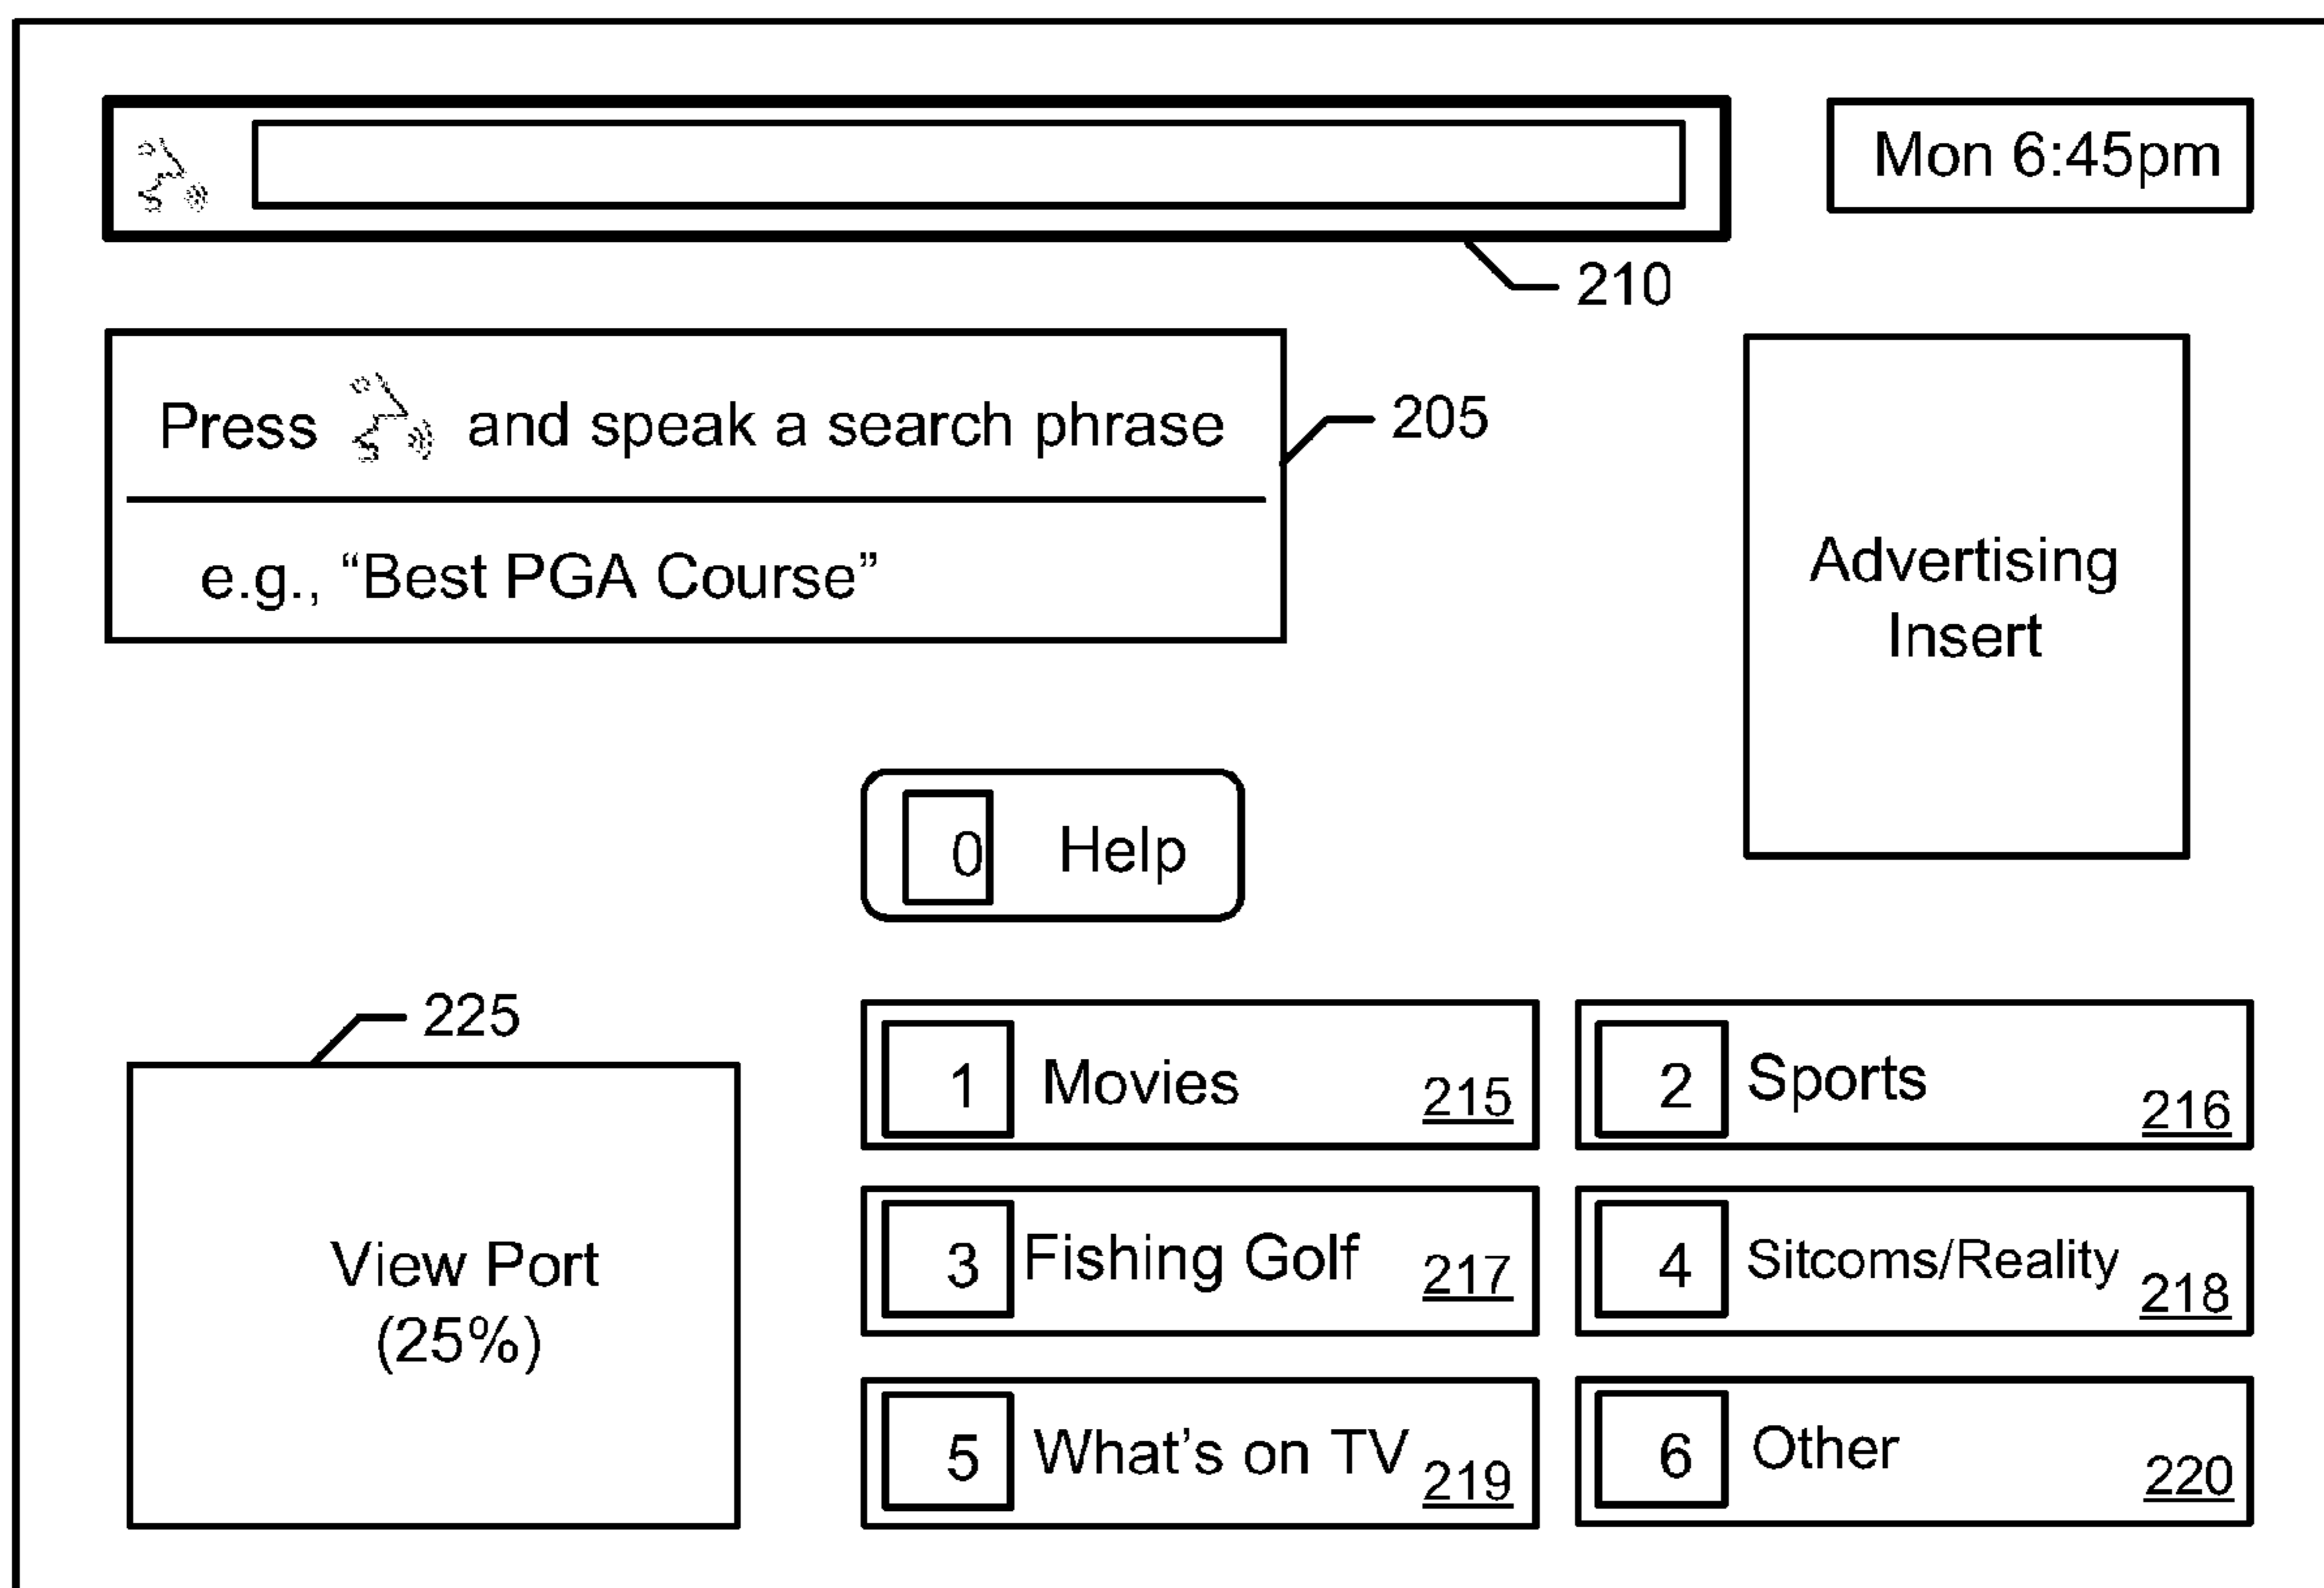 Mon 6:45pm
210
Press and speak a search phrase
205
e.g., “Best PGA Course”
Advertising
Insert
0 Help
225
1 Movies 215
2 Sports 216
3 Fishing Golf 217
4 Sitcoms/Reality 218
View Port
(25%)
5 What’s on TV 219
6 Other 220